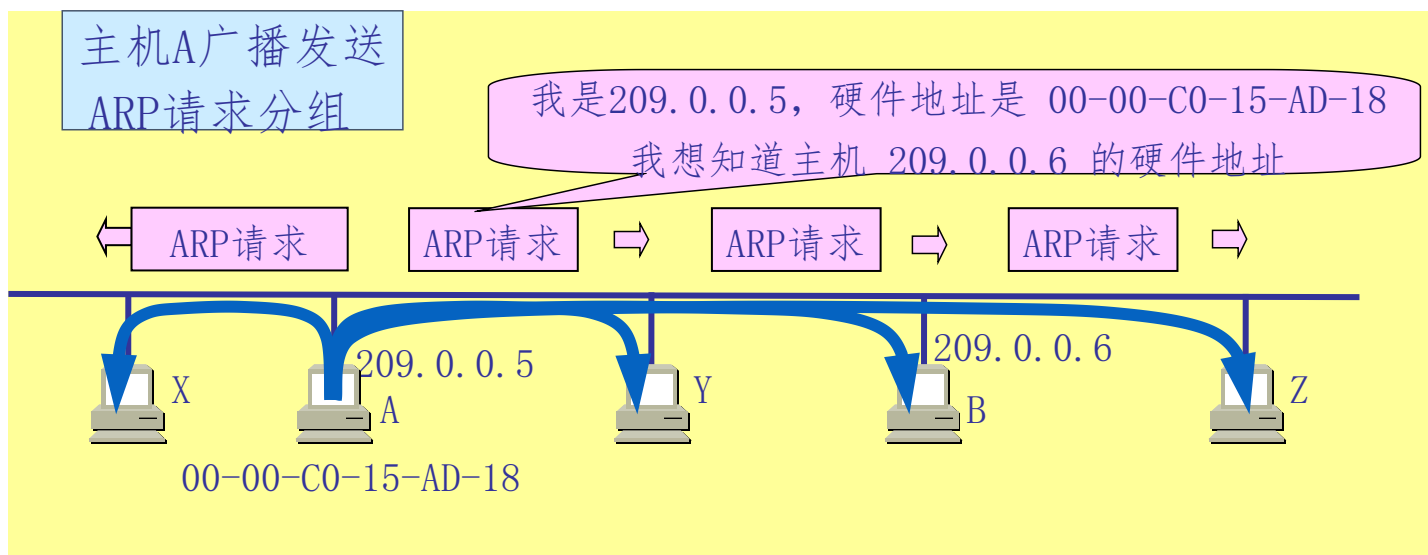 主机A广播发送
ARP请求分组
我是209.0.0.5，硬件地址是 00-00-C0-15-AD-18
我想知道主机 209.0.0.6 的硬件地址
ARP请求
ARP请求
ARP请求
ARP请求
209.0.0.5
209.0.0.6
X
A
Y
B
Z
00-00-C0-15-AD-18